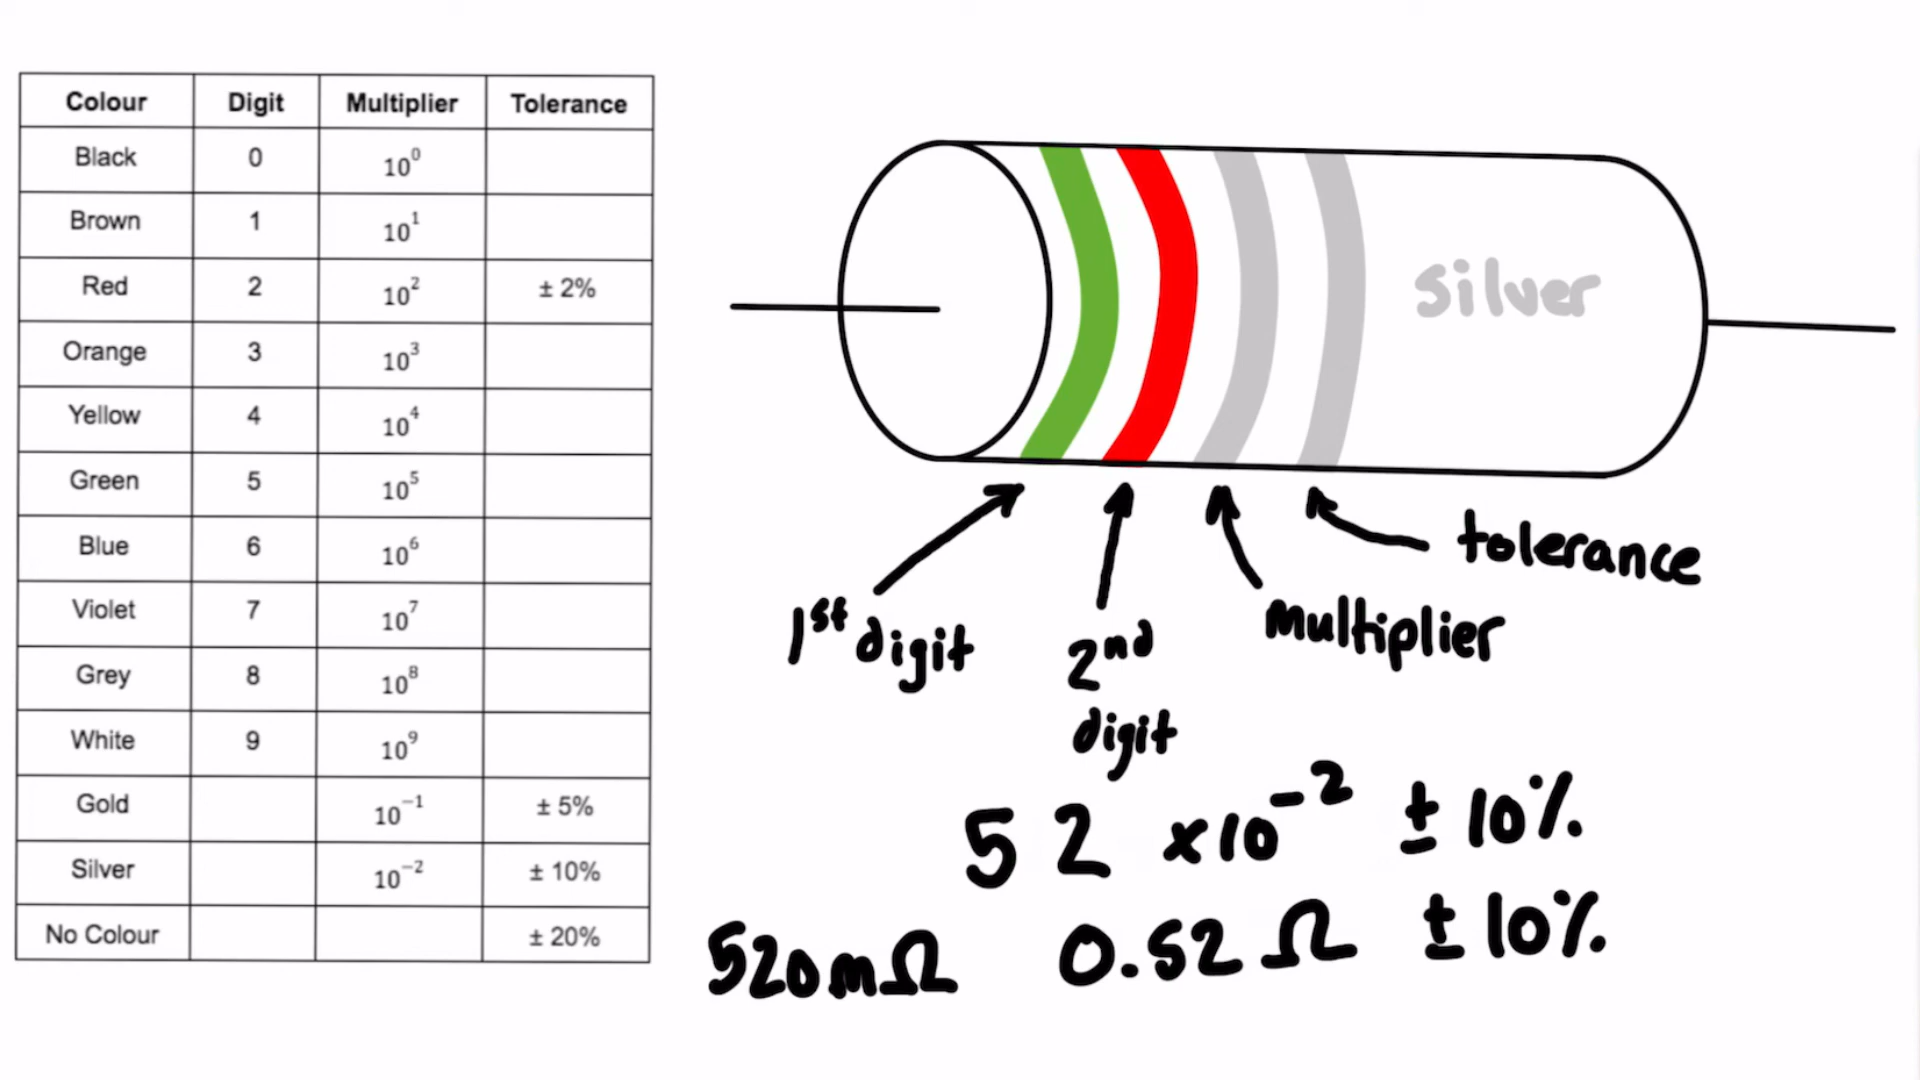 Colour Digit Multiplier Tolerance
Black 0 10⁰
Brown 1 10¹
Red 2 10² ± 2%
Orange 3 10³
Yellow 4 10⁴
Green 5 10⁵
Blue 6 10⁶
Violet 7 10⁷
Grey 8 10⁸
White 9 10⁹
Gold 10⁻¹ ± 5%
Silver 10⁻² ± 10%
No Colour ± 20%
silver
tolerance
1st digit
2nd
digit
multiplier
5 2 x10⁻² ± 10%
520mΩ 0.52 Ω ± 10%